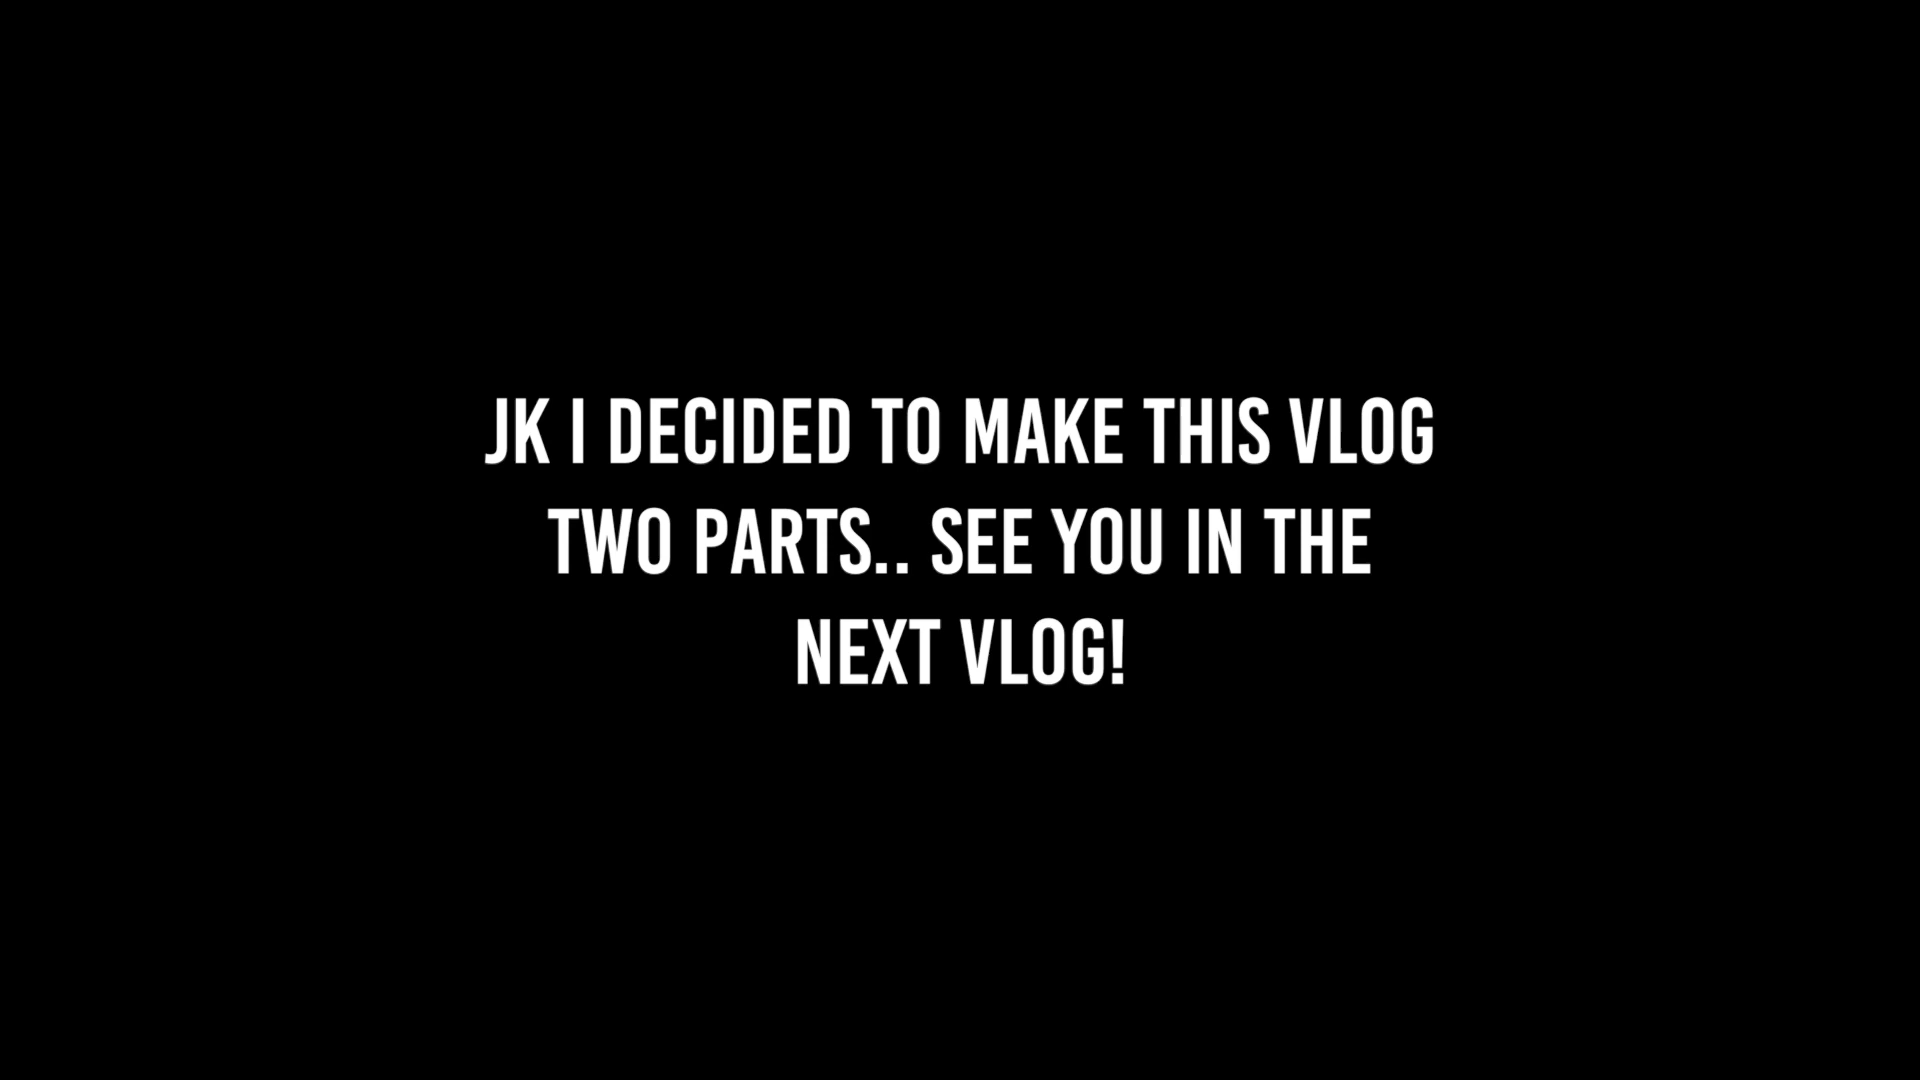 JK I DECIDED TO MAKE THIS VLOG
TWO PARTS.. SEE YOU IN THE
NEXT VLOG!